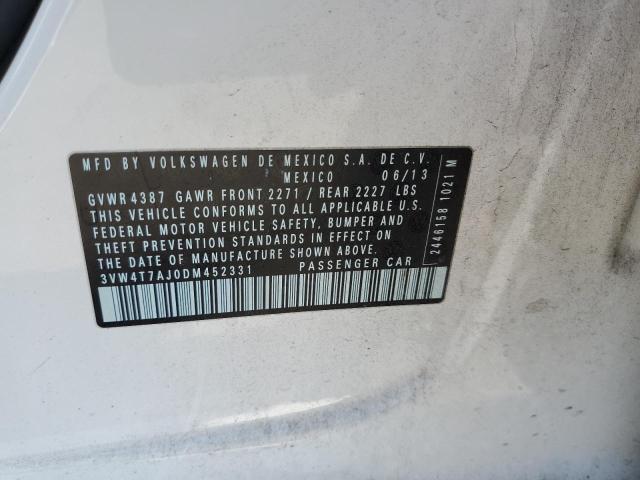 MFD BY VOLKSWAGEN DE MEXICO S.A. DE C.V.
MEXICO 06/13
GVWR 4387 GAWR FRONT 2271 / REAR 2227 LBS
THIS VEHICLE CONFORMS TO ALL APPLICABLE U.S.
FEDERAL MOTOR VEHICLE SAFETY, BUMPER AND
THEFT PREVENTION STANDARDS IN EFFECT ON
THE DATE OF MANUFACTURE SHOWN ABOVE.
3VW4T7AJ0DM452331 PASSENGER CAR
2446158 1021 M